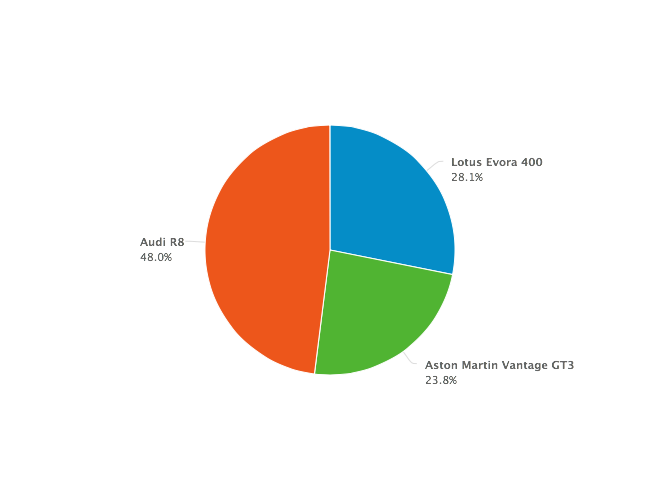 Lotus Evora 400
28.1%
Audi R8
48.0%
Aston Martin Vantage GT3
23.8%